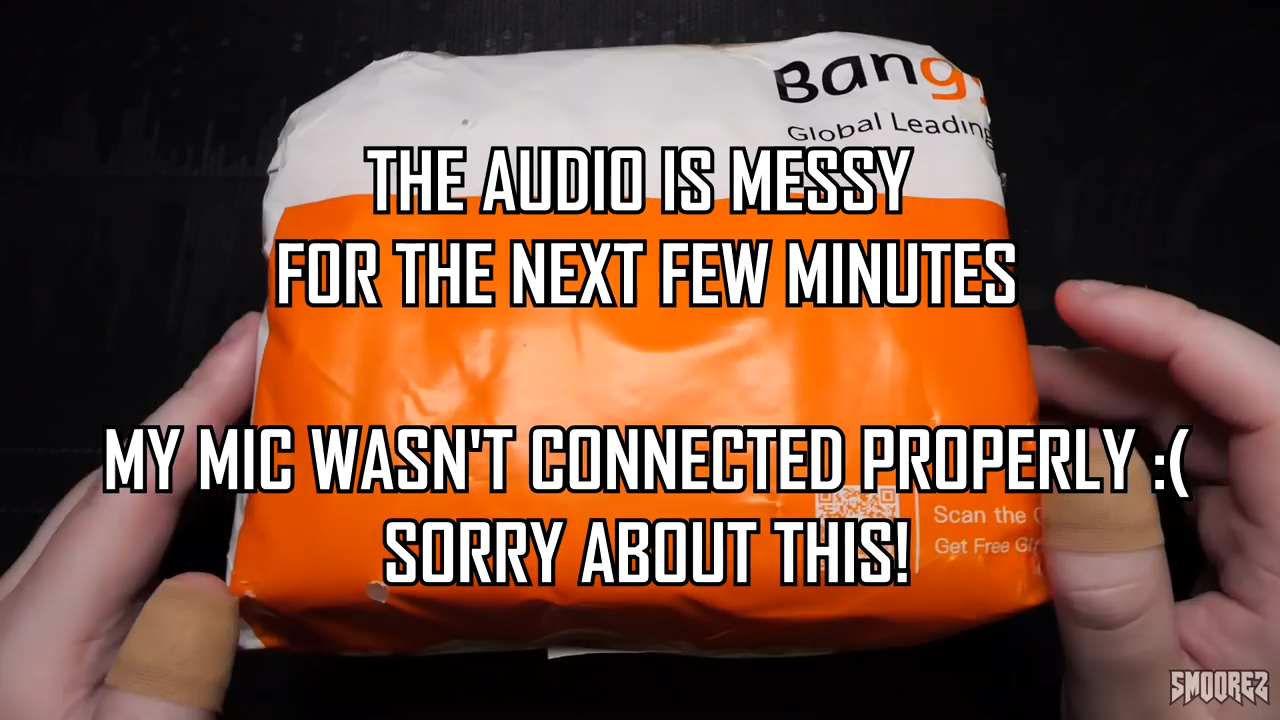 Bang
Global Leading
THE AUDIO IS MESSY
FOR THE NEXT FEW MINUTES
MY MIC WASN'T CONNECTED PROPERLY :(
Scan the
Get Free
SORRY ABOUT THIS!
SMOOREZ